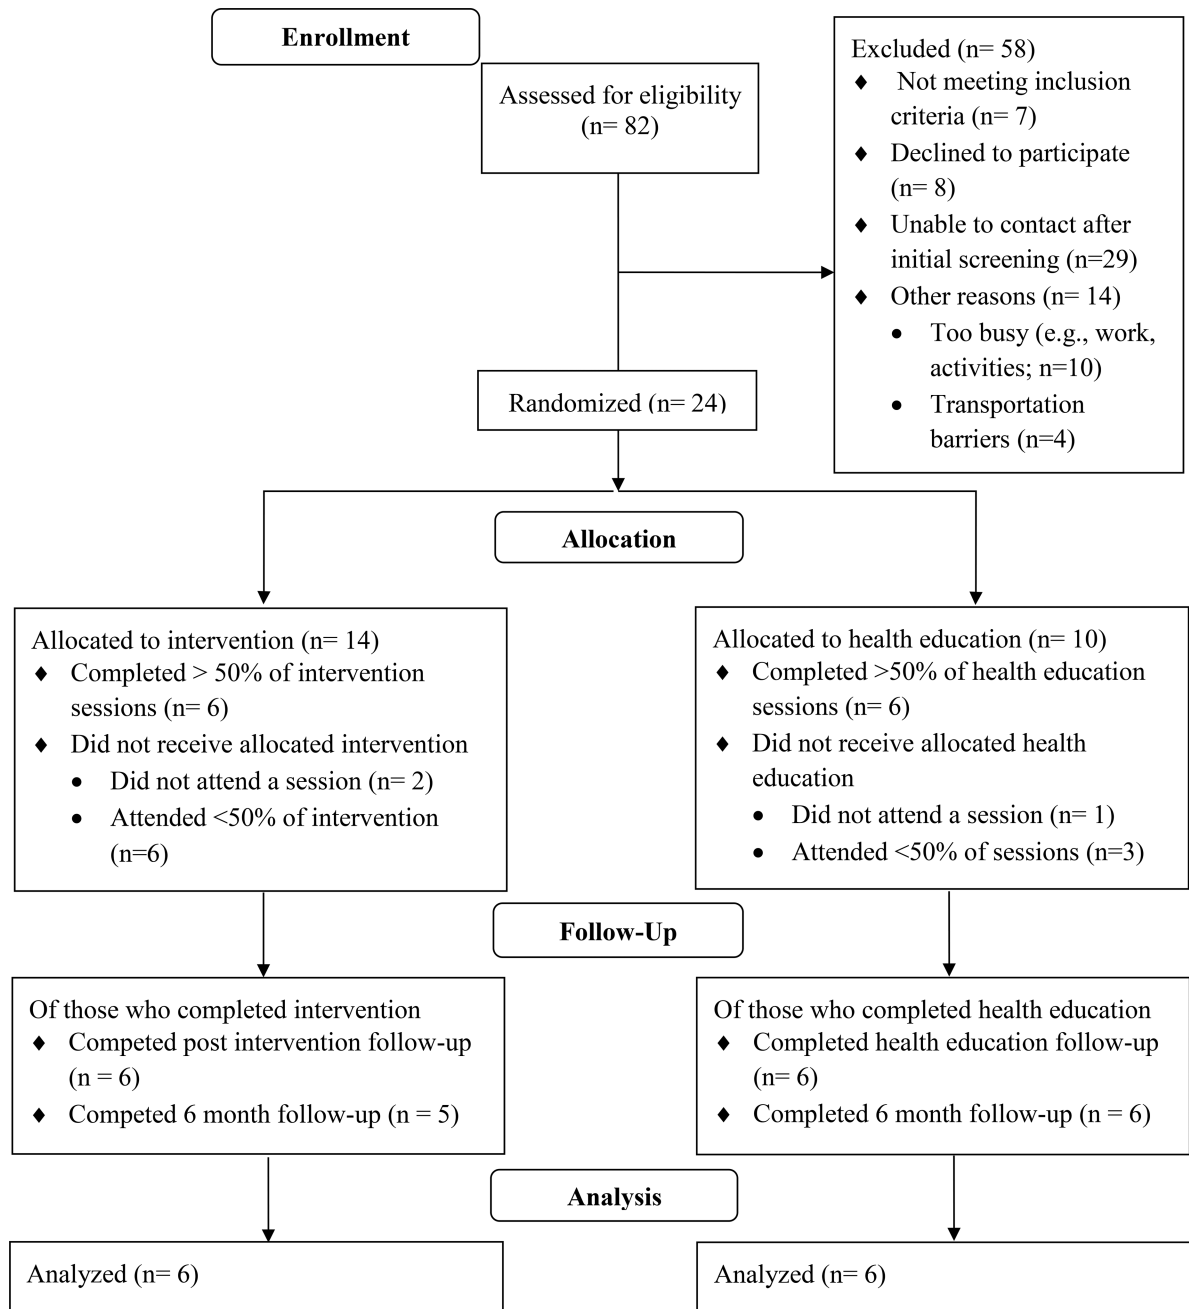 Enrollment
Assessed for eligibility
(n= 82)
Excluded (n= 58)
♦ Not meeting inclusion
criteria (n= 7)
♦ Declined to participate
(n= 8)
♦ Unable to contact after
initial screening (n=29)
♦ Other reasons (n= 14)
• Too busy (e.g., work,
activities; n=10)
• Transportation
barriers (n=4)
Randomized (n= 24)
Allocation
Allocated to intervention (n= 14)
♦ Completed > 50% of intervention
sessions (n= 6)
♦ Did not receive allocated intervention
• Did not attend a session (n= 2)
• Attended <50% of intervention
(n=6)
Allocated to health education (n= 10)
♦ Completed >50% of health education
sessions (n= 6)
♦ Did not receive allocated health
education
• Did not attend a session (n= 1)
• Attended <50% of sessions (n=3)
Follow-Up
Of those who completed intervention
♦ Competed post intervention follow-up
(n = 6)
♦ Competed 6 month follow-up (n = 5)
Of those who completed health education
♦ Completed health education follow-up
(n= 6)
♦ Completed 6 month follow-up (n = 6)
Analysis
Analyzed (n= 6)
Analyzed (n= 6)